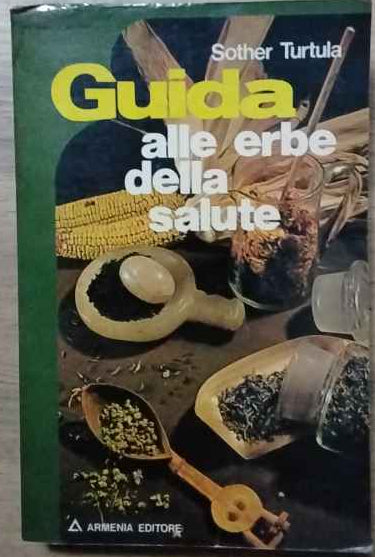 Sother Turtula
Guida
alle erbe
della
salute
ARMENIA EDITORE